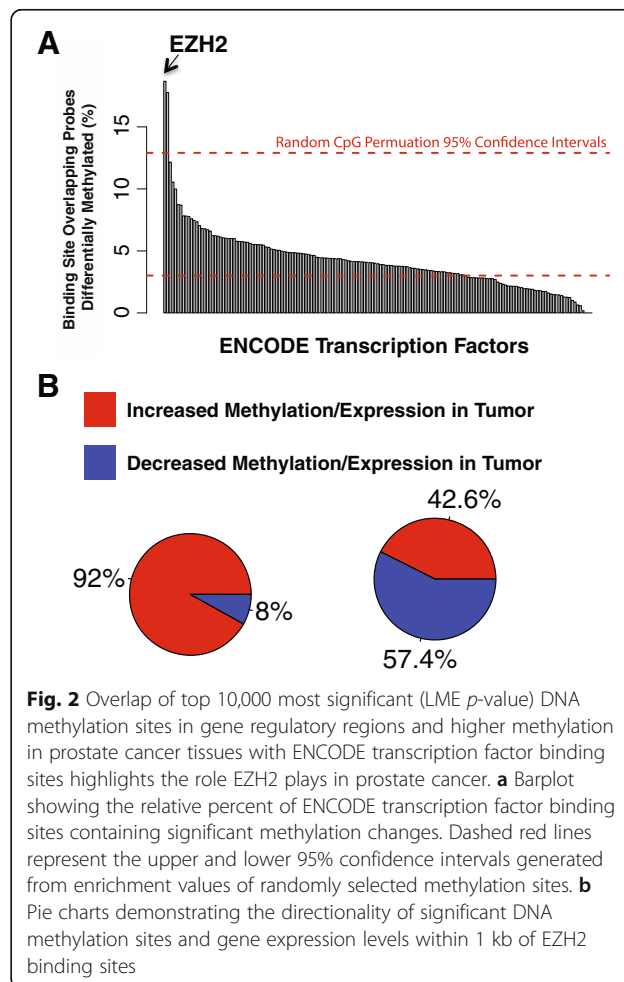 A
EZH2
Binding Site Overlapping Probes
Differentially Methylated (%)
15
10
5
0
Random CpG Permuation 95% Confidence Intervals
ENCODE Transcription Factors
B
Increased Methylation/Expression in Tumor
Decreased Methylation/Expression in Tumor
92%
8%
42.6%
57.4%
Fig. 2 Overlap of top 10,000 most significant (LME p-value) DNA
methylation sites in gene regulatory regions and higher methylation
in prostate cancer tissues with ENCODE transcription factor binding
sites highlights the role EZH2 plays in prostate cancer. a Barplot
showing the relative percent of ENCODE transcription factor binding
sites containing significant methylation changes. Dashed red lines
represent the upper and lower 95% confidence intervals generated
from enrichment values of randomly selected methylation sites. b
Pie charts demonstrating the directionality of significant DNA
methylation sites and gene expression levels within 1 kb of EZH2
binding sites